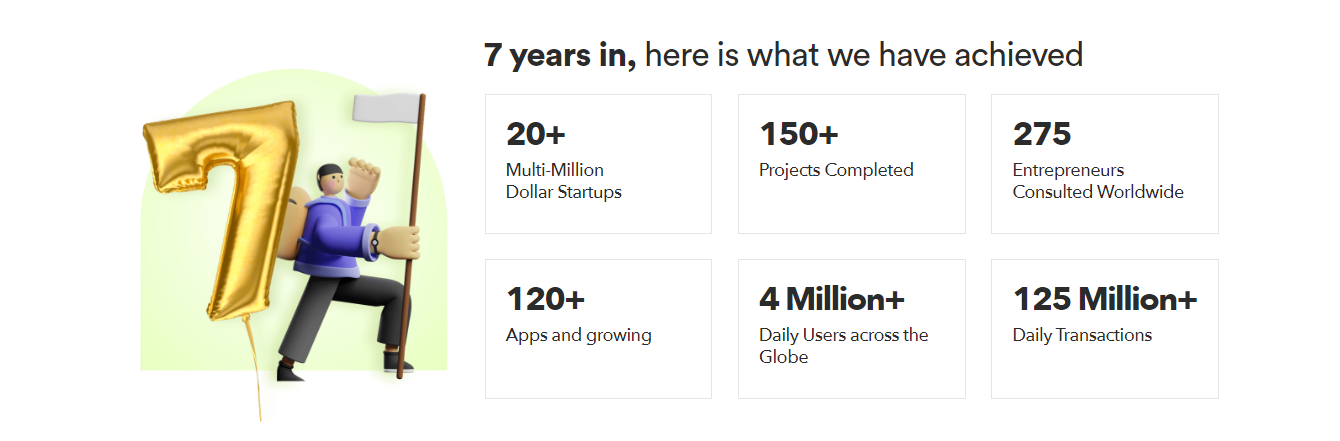 7 years in, here is what we have achieved
20+
Multi-Million
Dollar Startups
150+
Projects Completed
275
Entrepreneurs
Consulted Worldwide
120+
Apps and growing
4 Million+
Daily Users across the
Globe
125 Million+
Daily Transactions